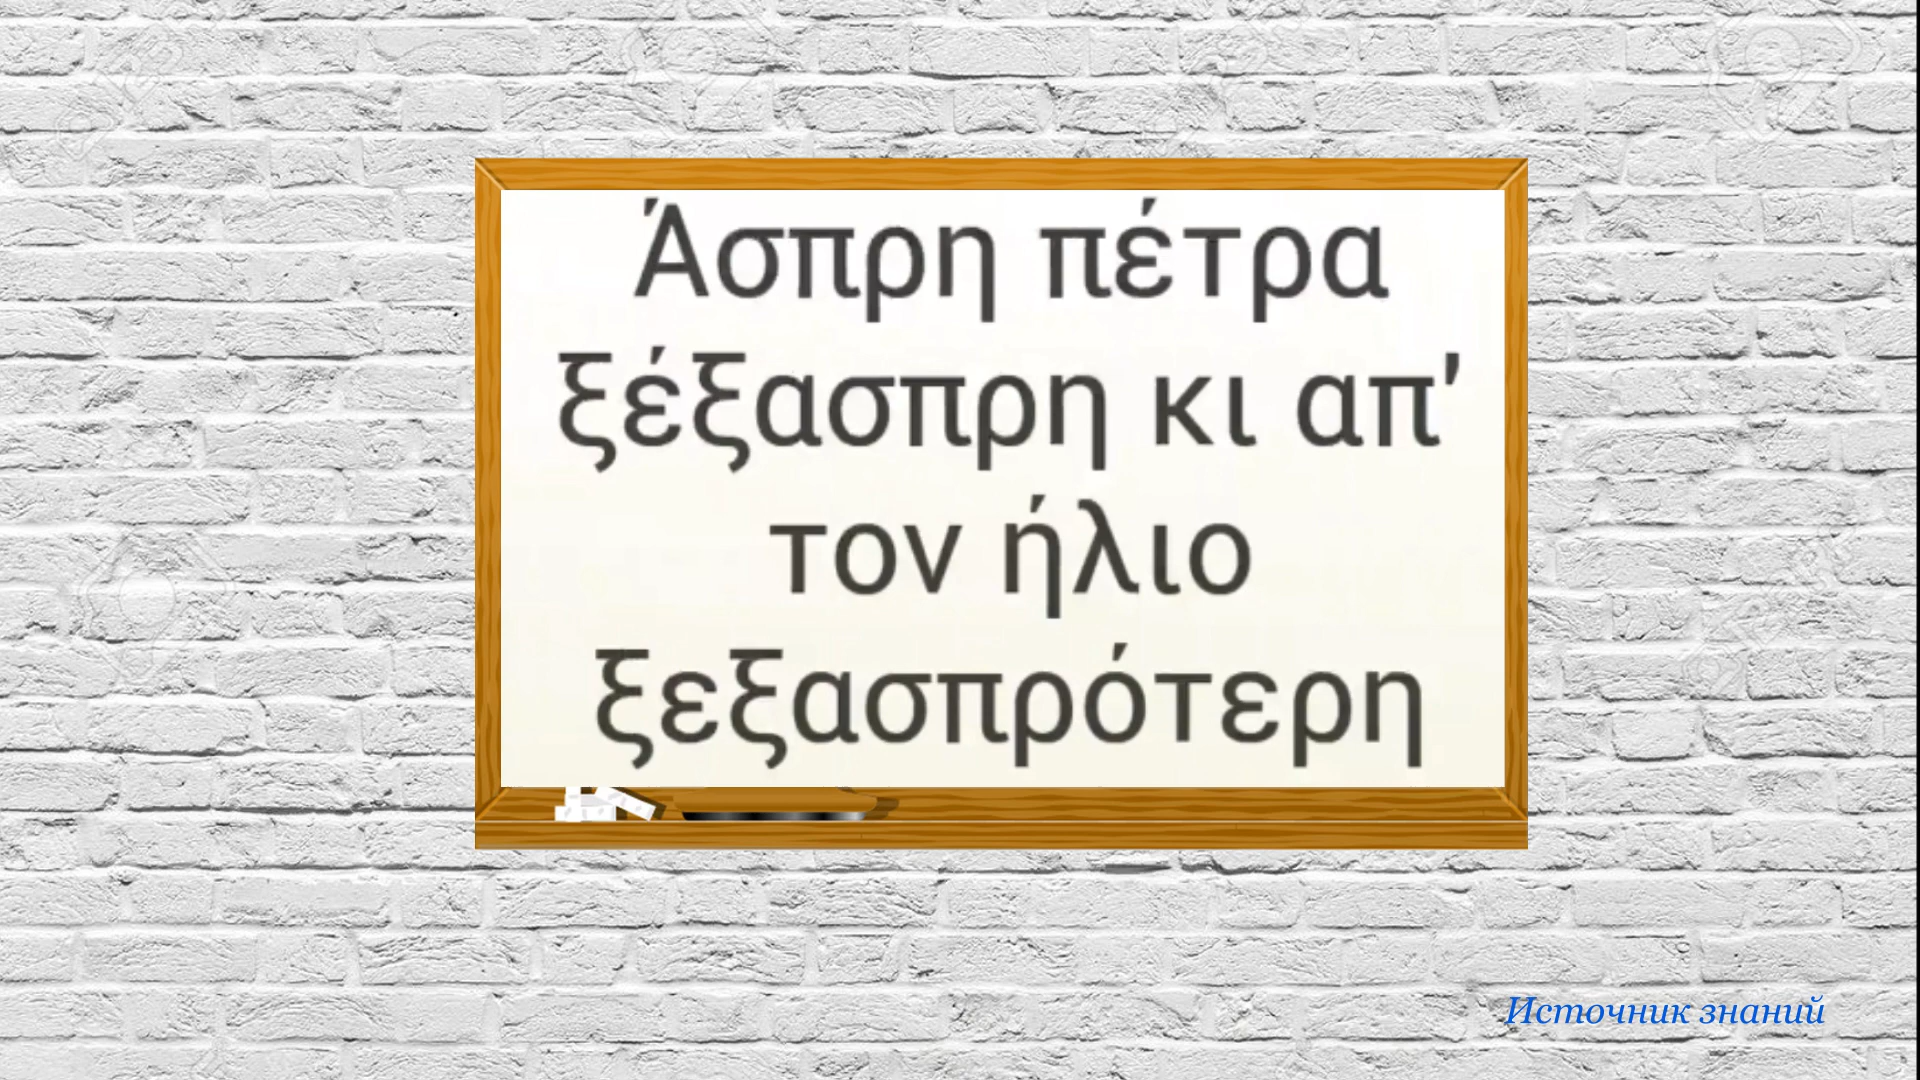 Άσπρη πέτρα
ξέξασπρη κι απ'
τον ήλιο
ξεξασπρότερη
Источник знаний